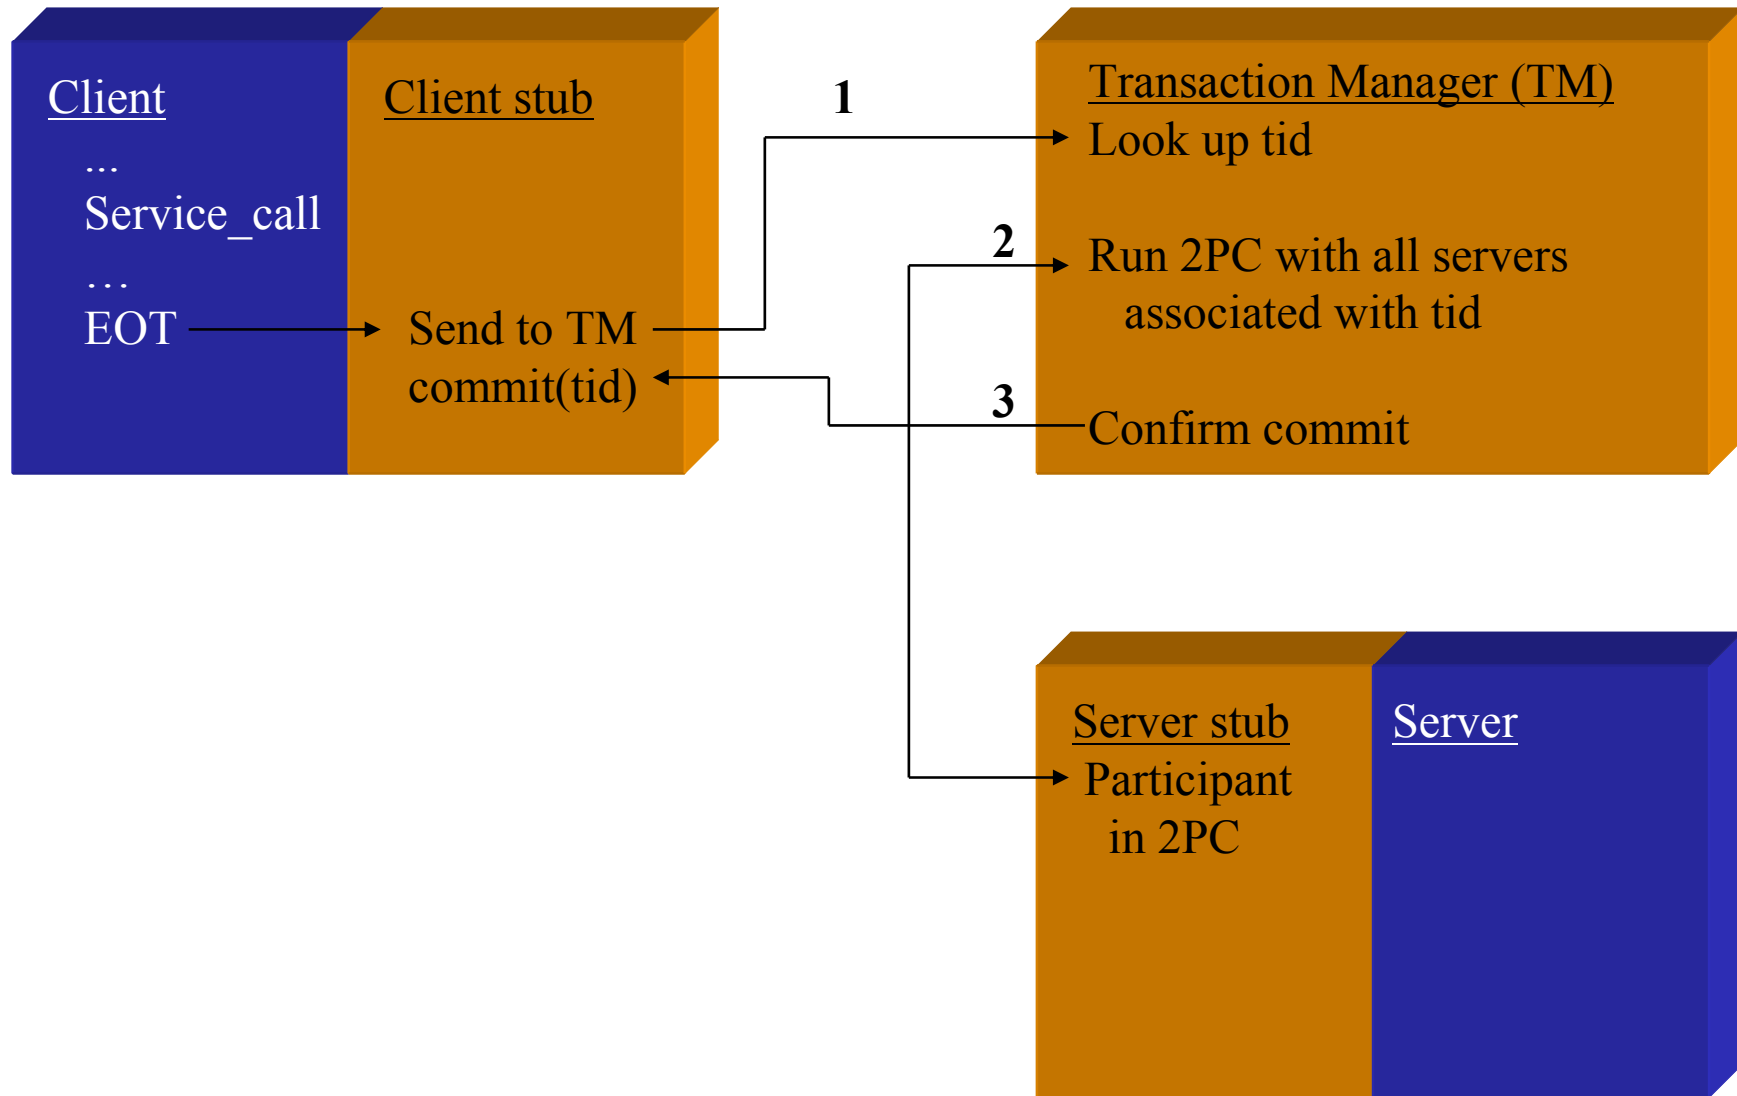 Client
...
Service_call
...
EOT
Client stub
Send to TM
commit(tid)
1
2
3
Transaction Manager (TM)
Look up tid
Run 2PC with all servers
associated with tid
Confirm commit
Server stub
Participant
in 2PC
Server